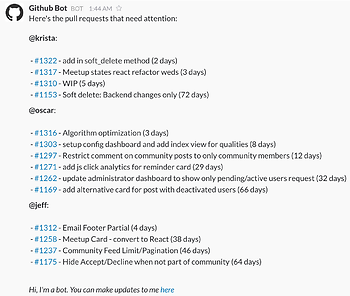 Github Bot BOT 1:44 AM
Here's the pull requests that need attention:
@krista:
- #1322 - add in soft_delete method (2 days)
- #1317 - Meetup states react refactor weds (3 days)
- #1310 - WIP (5 days)
- #1153 - Soft delete: Backend changes only (72 days)
@oscar:
- #1316 - Algorithm optimization (3 days)
- #1303 - setup config dashboard and add index view for qualities (8 days)
- #1297 - Restrict comment on community posts to only community members (12 days)
- #1271 - add js click analytics for reminder card (29 days)
- #1262 - update administrator dashboard to show only pending/active users request (32 days)
- #1169 - add alternative card for post with deactivated users (66 days)
@jeff:
- #1312 - Email Footer Partial (4 days)
- #1258 - Meetup Card - convert to React (38 days)
- #1237 - Community Feed Limit/Pagination (46 days)
- #1175 - Hide Accept/Decline when not part of community (64 days)
Hi, I'm a bot. You can make updates to me here